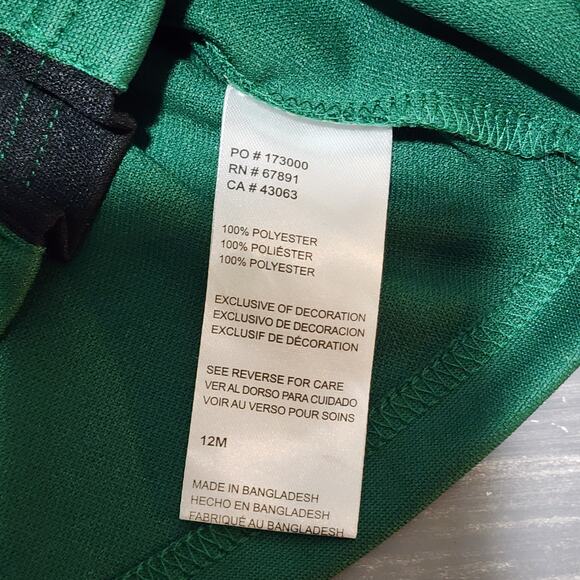 PO # 173000
RN # 67891
CA # 43063
100% POLYESTER
100% POLIÉSTER
100% POLYESTER
EXCLUSIVE OF DECORATION
EXCLUSIVO DE DECORACION
EXCLUSIF DE DÉCORATION
SEE REVERSE FOR CARE
VER AL DORSO PARA CUIDADO
VOIR AU VERSO POUR SOINS
12M
MADE IN BANGLADESH
HECHO EN BANGLADESH
FABRIQUÉ AU BANGLADESH